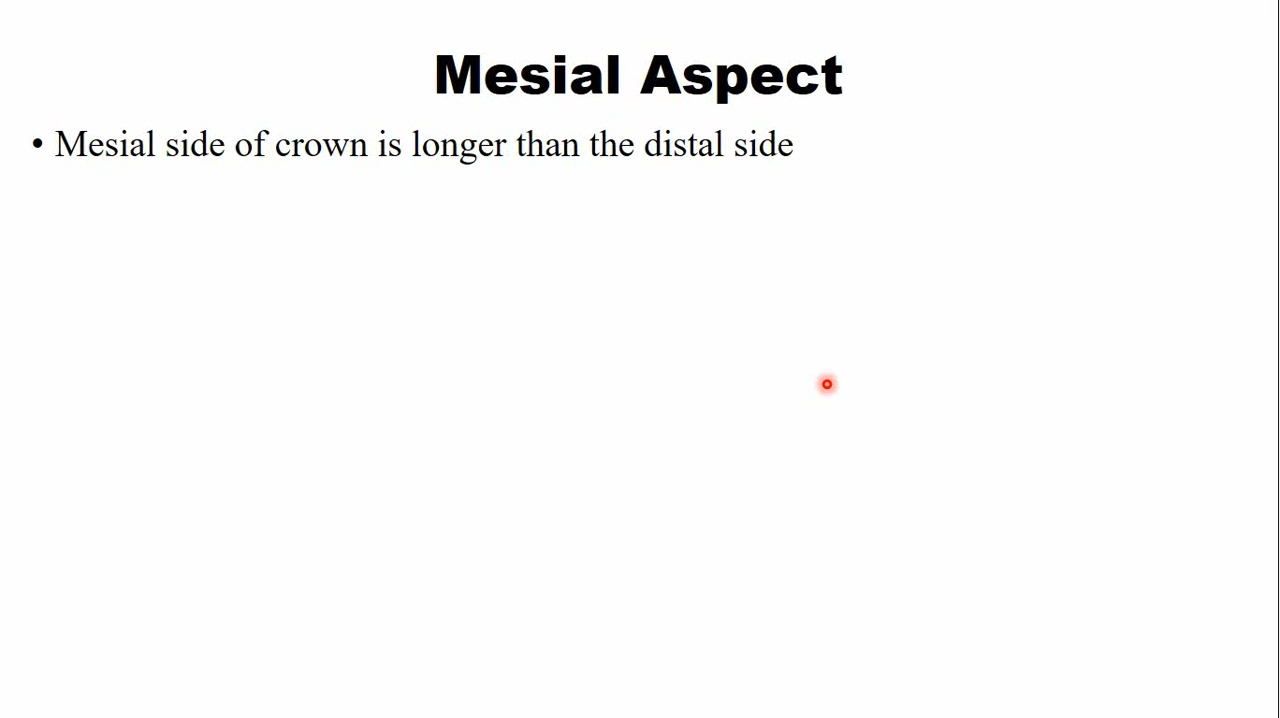 Mesial Aspect
• Mesial side of crown is longer than the distal side